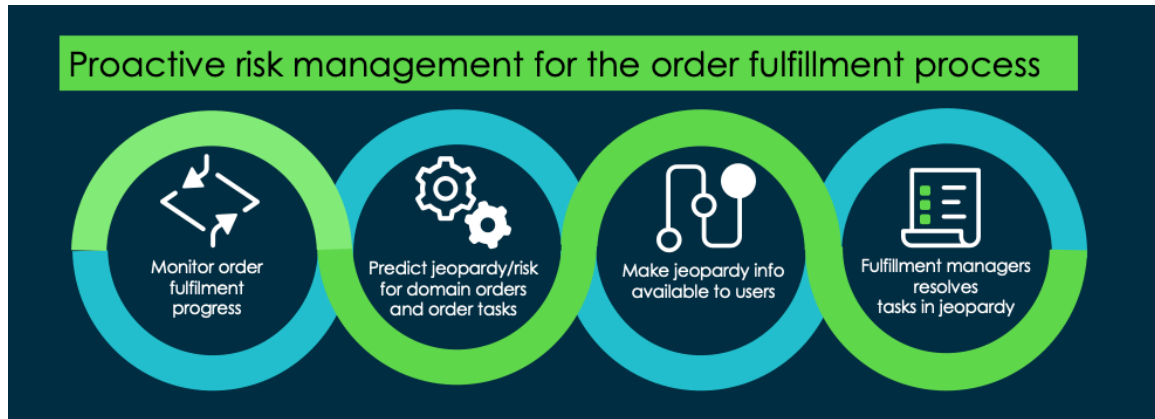 Proactive risk management for the order fulfillment process
Monitor order
fulfilment
progress
Predict jeopardy/risk
for domain orders
and order tasks
Make jeopardy info
available to users
Fulfillment managers
resolves
tasks in jeopardy